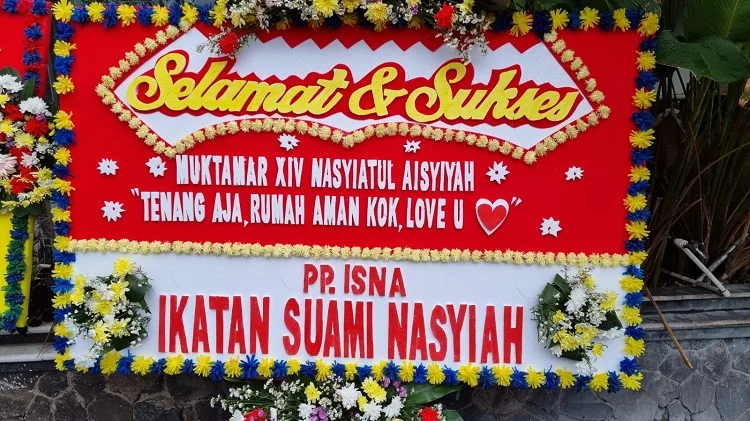 Selamat & Sukses
MUKTAMAR XIV NASYIATUL AISYIYAH
"TENANG AJA, RUMAH AMAN KOK, LOVE U ❤"
PP. ISNA
IKATAN SUAMI NASYIAH